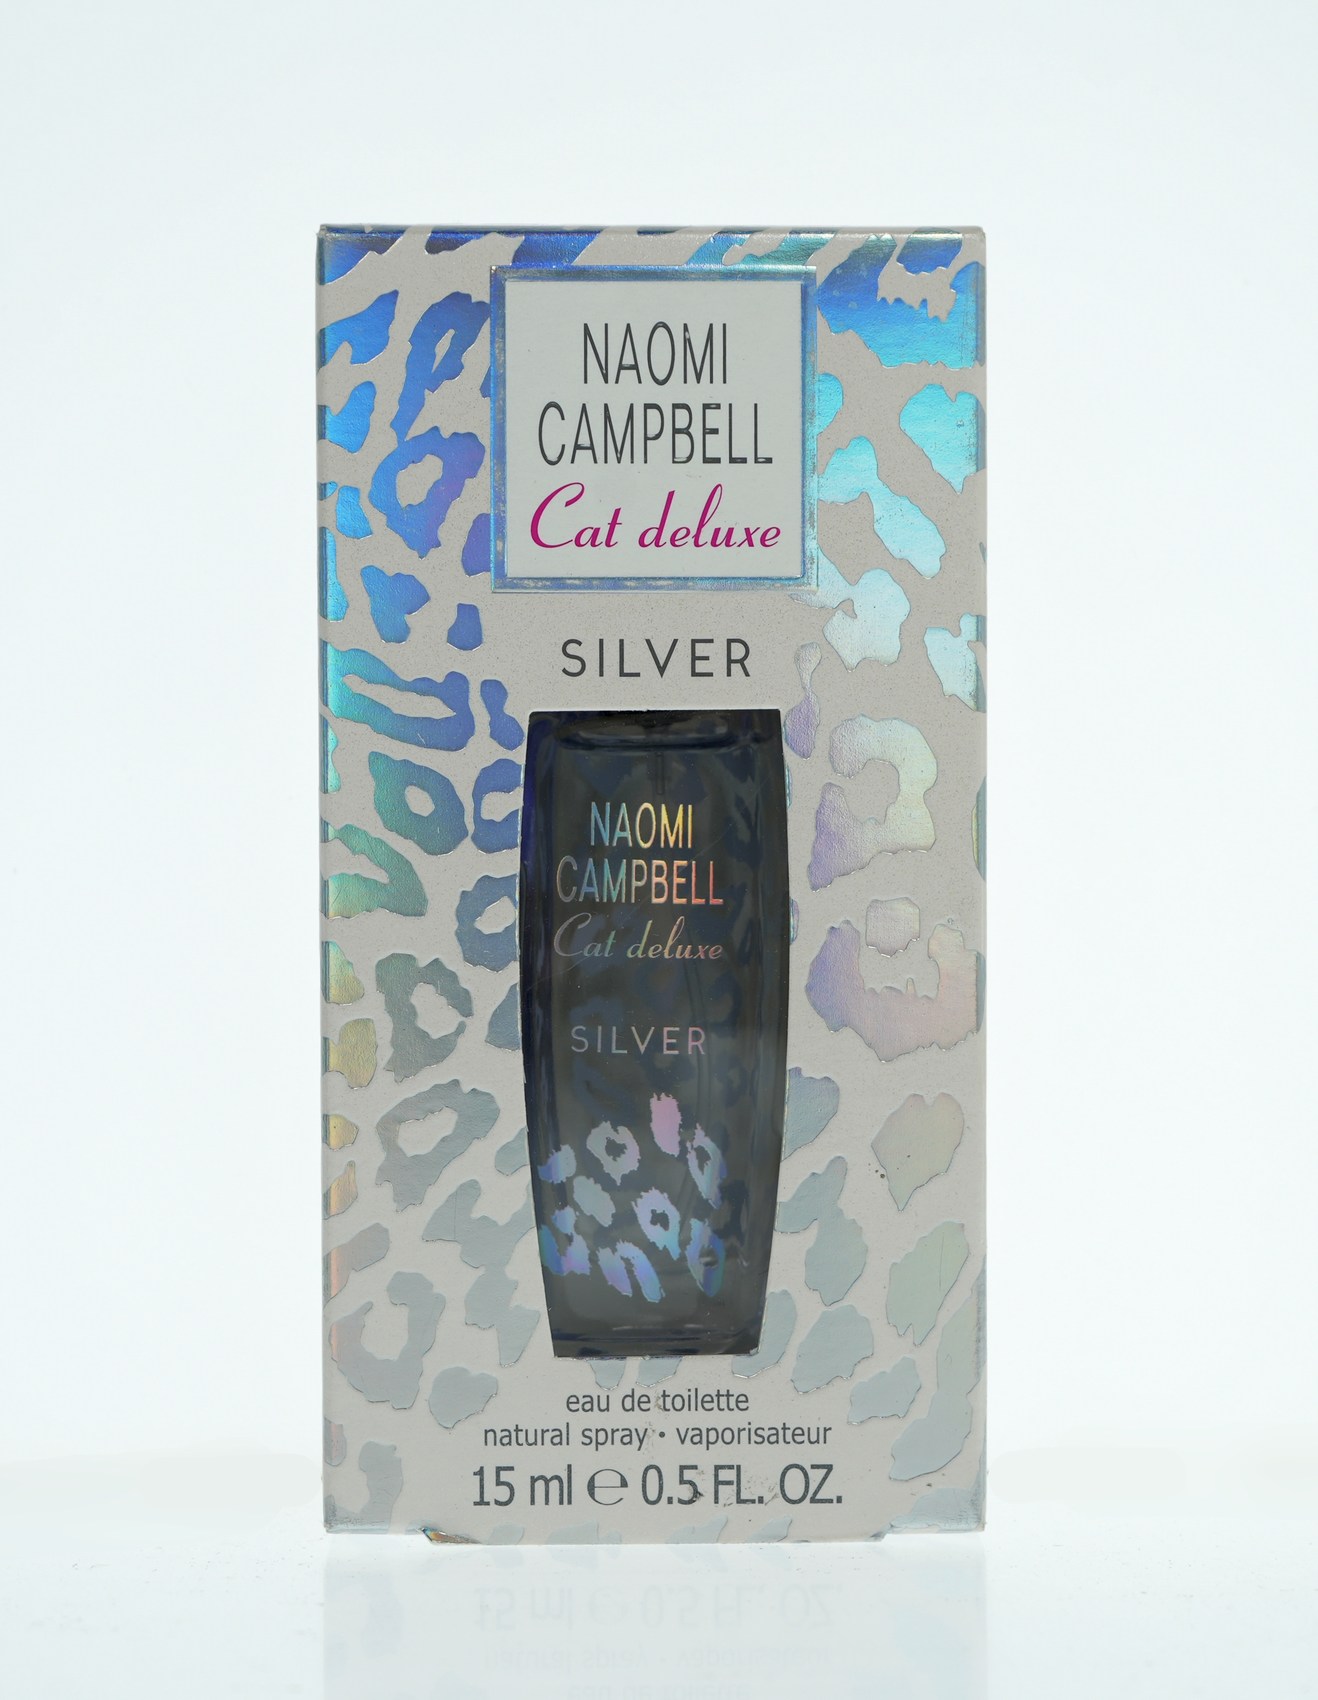 NAOMI
CAMPBELL
Cat deluxe
SILVER
NAOMI
CAMPBELL
Cat deluxe
SILVER
eau de toilette
natural spray • vaporisateur
15 ml ℮ 0.5 FL. OZ.